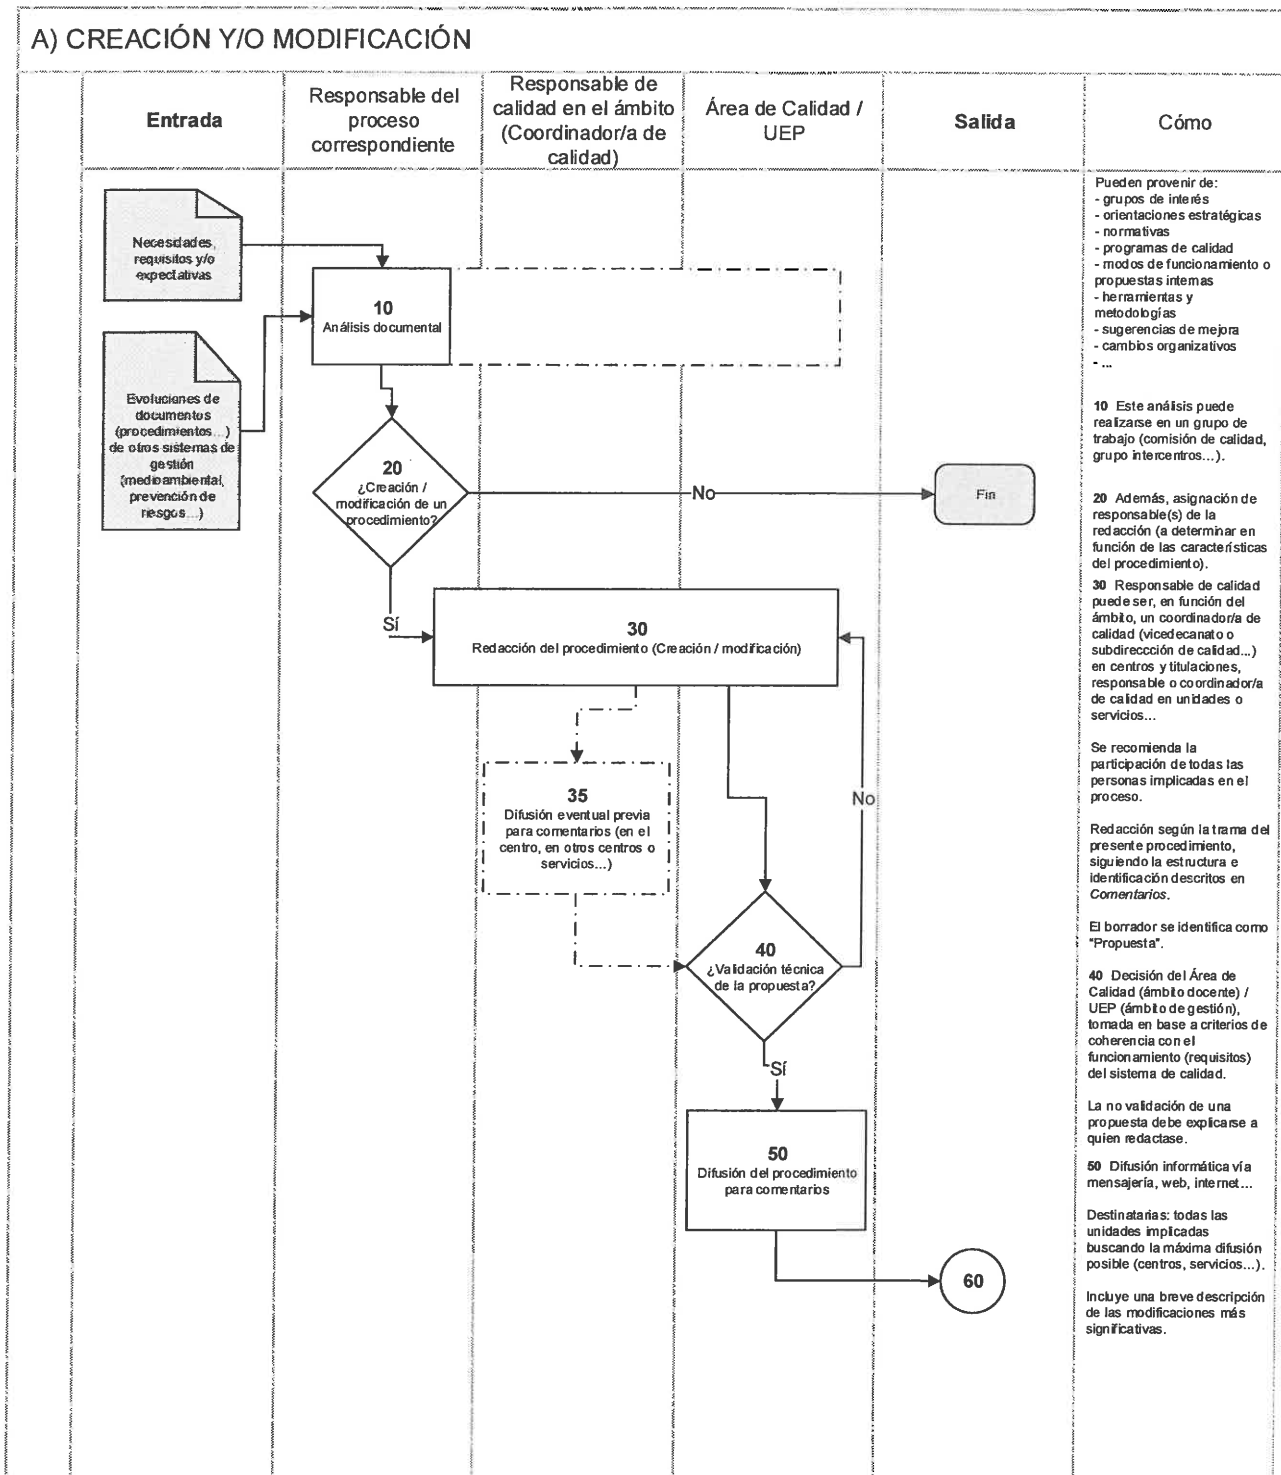 A) CREACIÓN Y/O MODIFICACIÓN
Entrada
Responsable del
proceso
correspondiente
Responsable de
calidad en el ámbito
(Coordinador/a de
calidad)
Área de Calidad /
UEP
Salida
Cómo
Necesidades,
requisitos y/o
expectativas
Evoluciones de
documentos
(procedimientos...)
de otros sistemas de
gestión
(medioambiental,
prevención de
riesgos...)
10
Análisis documental
20
¿Creación /
modificación de un
procedimiento?
No
Fin
Sí
30
Redacción del procedimiento (Creación / modificación)
35
Difusión eventual previa
para comentarios (en el
centro, en otros centros o
servicios...)
No
40
¿Validación técnica
de la propuesta?
Sí
50
Difusión del procedimiento
para comentarios
60
Pueden provenir de:
- grupos de interés
- orientaciones estratégicas
- normativas
- programas de calidad
- modos de funcionamiento o
propuestas internas
- herramientas y
metodologías
- sugerencias de mejora
- cambios organizativos
- ...
10 Este análisis puede
realizarse en un grupo de
trabajo (comisión de calidad,
grupo intercentros...).
20 Además, asignación de
responsable(s) de la
redacción (a determinar en
función de las características
del procedimiento).
30 Responsable de calidad
puede ser, en función del
ámbito, un coordinador/a de
calidad (vicedecanato o
subdireccción de calidad...)
en centros y titulaciones,
responsable o coordinador/a
de calidad en unidades o
servicios...
Se recomienda la
participación de todas las
personas implicadas en el
proceso.
Redacción según la trama del
presente procedimiento,
siguiendo la estructura e
identificación descritos en
Comentarios.
El borrador se identifica como
"Propuesta".
40 Decisión del Área de
Calidad (ámbito docente) /
UEP (ámbito de gestión),
tomada en base a criterios de
coherencia con el
funcionamiento (requisitos)
del sistema de calidad.
La no validación de una
propuesta debe explicarse a
quien redactase.
50 Difusión informática vía
mensajería, web, internet...
Destinatarias: todas las
unidades implicadas
buscando la máxima difusión
posible (centros, servicios...).
Incluye una breve descripción
de las modificaciones más
significativas.